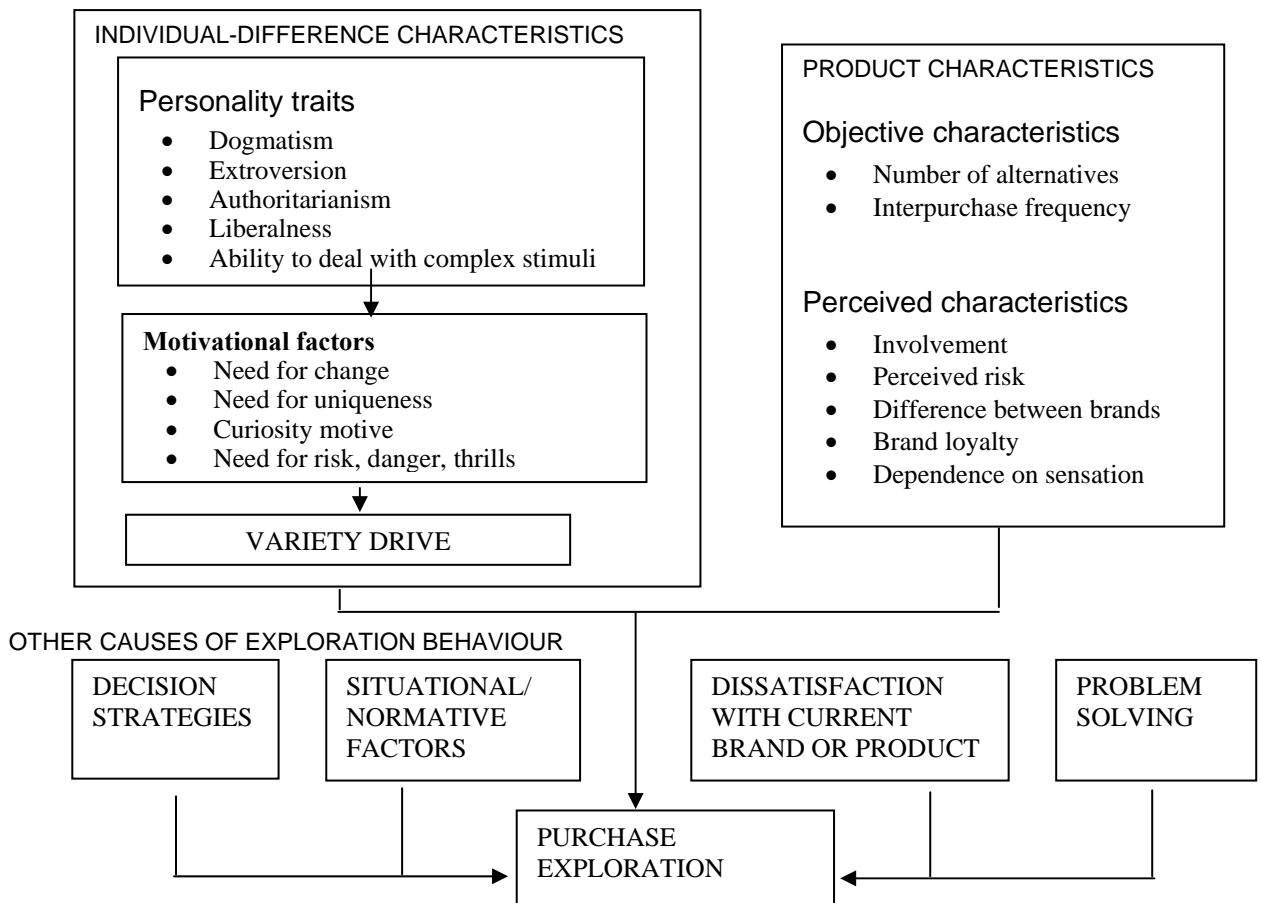 INDIVIDUAL-DIFFERENCE CHARACTERISTICS
Personality traits
• Dogmatism
• Extroversion
• Authoritarianism
• Liberalness
• Ability to deal with complex stimuli
Motivational factors
• Need for change
• Need for uniqueness
• Curiosity motive
• Need for risk, danger, thrills
VARIETY DRIVE
PRODUCT CHARACTERISTICS
Objective characteristics
• Number of alternatives
• Interpurchase frequency
Perceived characteristics
• Involvement
• Perceived risk
• Difference between brands
• Brand loyalty
• Dependence on sensation
OTHER CAUSES OF EXPLORATION BEHAVIOUR
DECISION
STRATEGIES
SITUATIONAL/
NORMATIVE
FACTORS
DISSATISFACTION
WITH CURRENT
BRAND OR PRODUCT
PROBLEM
SOLVING
PURCHASE
EXPLORATION